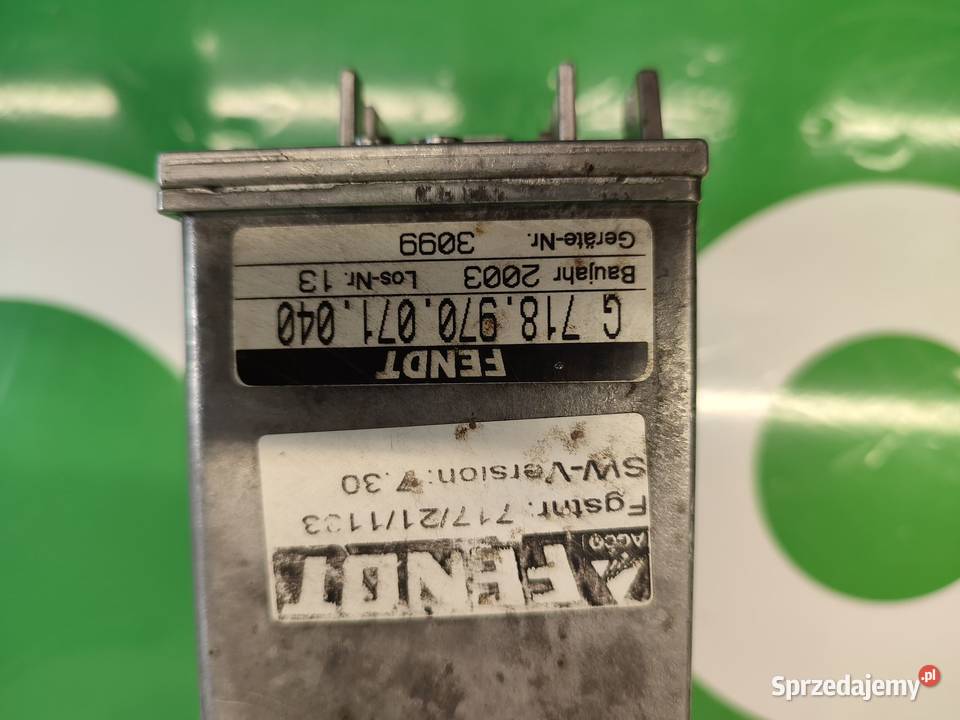 AGCO
FENDT
Fgstnr.: 717/21/1133
SW-Version: 7.30
FENDT
G 718.970.071.040
Baujahr 2003 Los-Nr. 13
Geräte-Nr. 3099
Sprzedajemy.pl